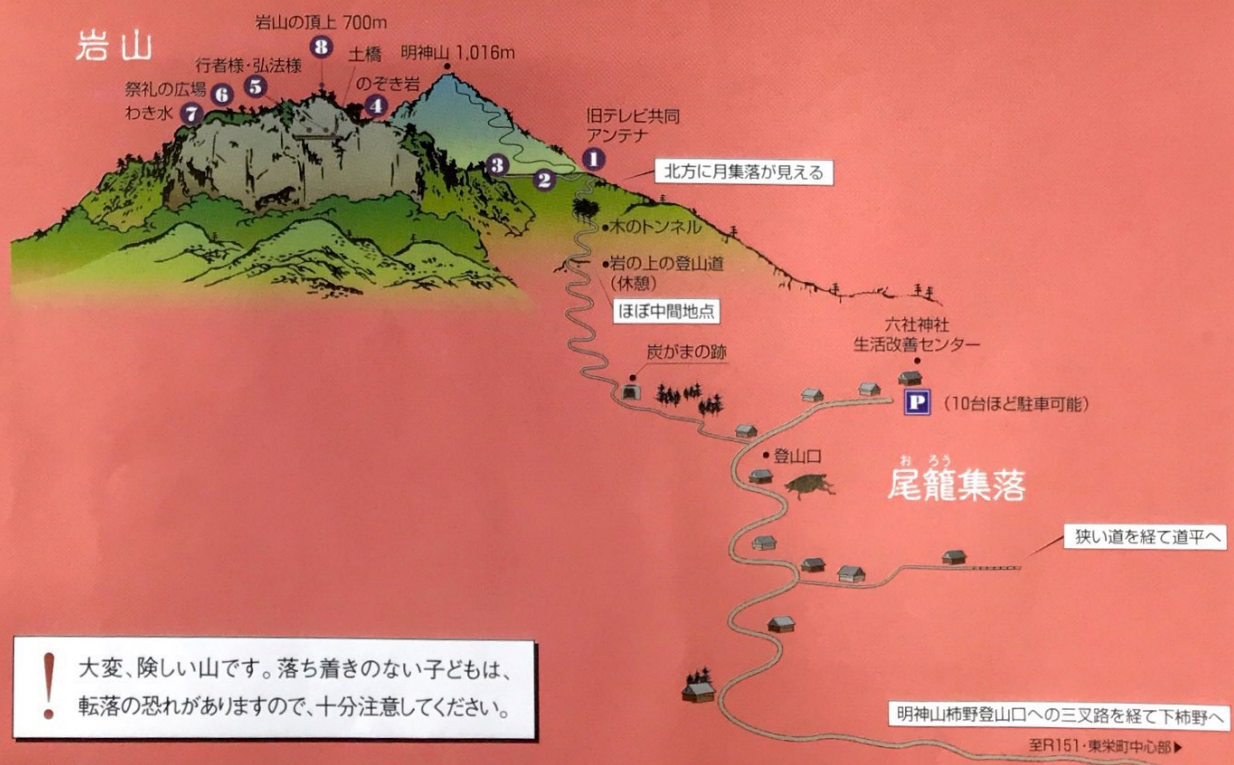 岩山
岩山の頂上 700m
8
土橋
明神山 1,016m
行者様・弘法様
5
のぞき岩
4
祭礼の広場
6
わき水
7
旧テレビ共同
アンテナ
1
3
2
北方に月集落が見える
木のトンネル
岩の上の登山道
(休憩)
ほぼ中間地点
炭がまの跡
六社神社
生活改善センター
P
(10台ほど駐車可能)
登山口
おろう
尾籠集落
狭い道を経て道平へ
!
大変、険しい山です。落ち着きのない子どもは、
転落の恐れがありますので、十分注意してください。
明神山柿野登山口への三叉路を経て下柿野へ
至R151・東栄町中心部▶